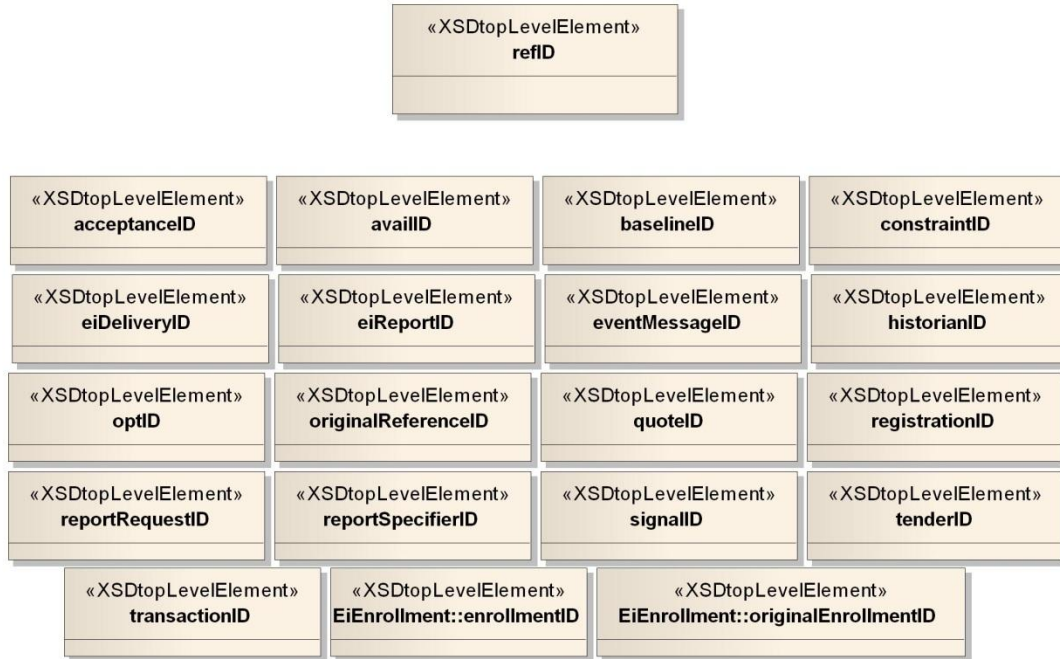 «XSDtopLevelElement»
refID
«XSDtopLevelElement» «XSDtopLevelElement» «XSDtopLevelElement» «XSDtopLevelElement»
acceptanceID availID baselineID constraintID
«XSDtopLevelElement» «XSDtopLevelElement» «XSDtopLevelElement» «XSDtopLevelElement»
eiDeliveryID eiReportID eventMessageID historianID
«XSDtopLevelElement» «XSDtopLevelElement» «XSDtopLevelElement» «XSDtopLevelElement»
optID originalReferenceID quoteID registrationID
«XSDtopLevelElement» «XSDtopLevelElement» «XSDtopLevelElement» «XSDtopLevelElement»
reportRequestID reportSpecifierID signalID tenderID
«XSDtopLevelElement» «XSDtopLevelElement» «XSDtopLevelElement»
transactionID EiEnrollment::enrollmentID EiEnrollment::originalEnrollmentID